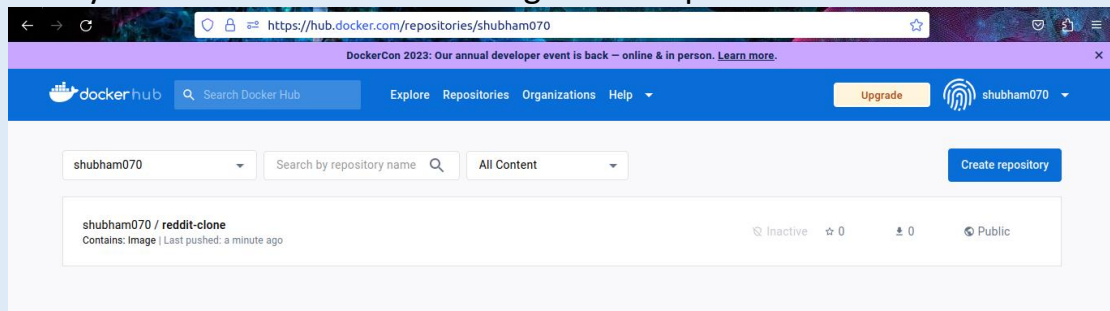 https://hub.docker.com/repositories/shubham070
DockerCon 2023: Our annual developer event is back — online & in person. Learn more.
dockerhub Search Docker Hub Explore Repositories Organizations Help Upgrade shubham070
shubham070 Search by repository name All Content Create repository
shubham070 / reddit-clone
Contains: Image | Last pushed: a minute ago Inactive 0 0 Public